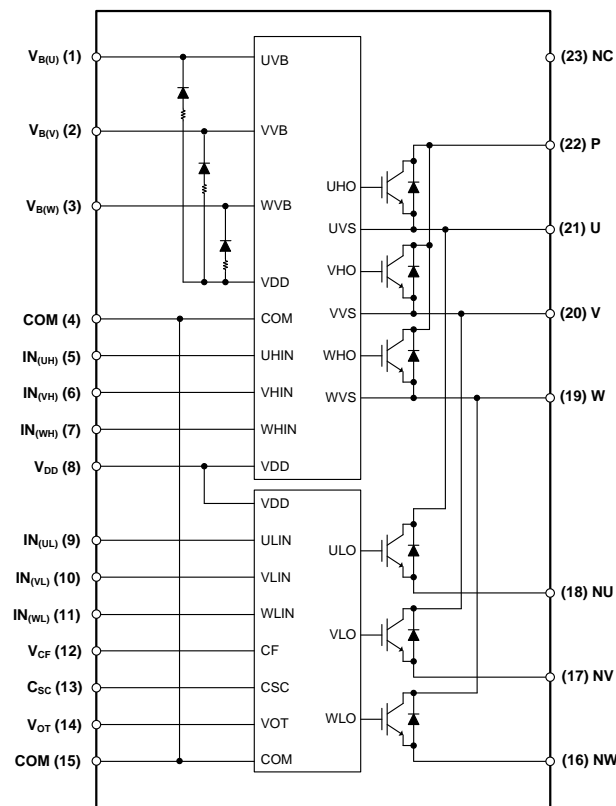 V_B(U) (1)
UVB
(23) NC
V_B(V) (2)
VVB
(22) P
UHO
V_B(W) (3)
WVB
UVS
(21) U
VHO
VDD
COM (4)
COM
VVS
(20) V
IN_(UH) (5)
UHIN
WHO
IN_(VH) (6)
VHIN
WVS
(19) W
IN_(WH) (7)
WHIN
V_DD (8)
VDD
VDD
IN_(UL) (9)
ULIN
ULO
IN_(VL) (10)
VLIN
(18) NU
IN_(WL) (11)
WLIN
VLO
V_CF (12)
CF
(17) NV
C_SC (13)
CSC
WLO
V_OT (14)
VOT
COM (15)
COM
(16) NW